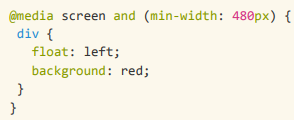 @media screen and (min-width: 480px) {
 div {
   float: left;
   background: red;
 }
}